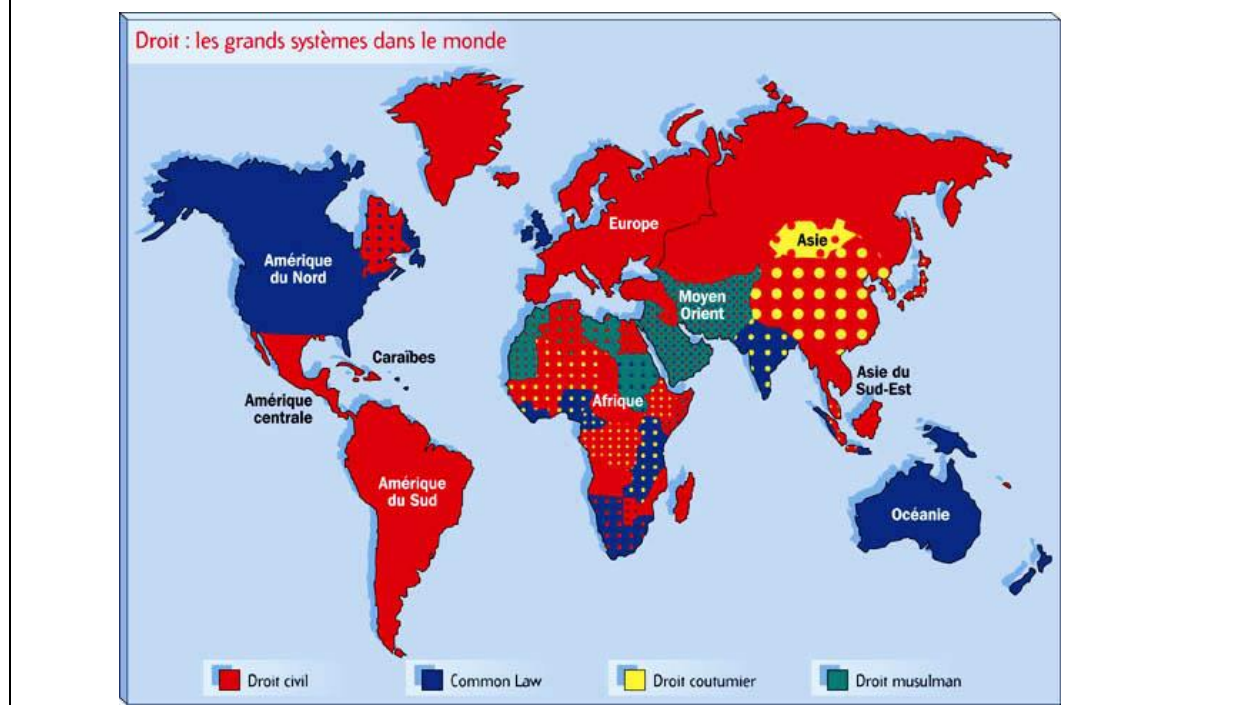 Droit : les grands systèmes dans le monde
Europe
Asie
Amérique
du Nord
Moyen
Orient
Caraïbes
Asie du
Sud-Est
Amérique
centrale
Afrique
Amérique
du Sud
Océanie
Droit civil
Common Law
Droit coutumier
Droit musulman